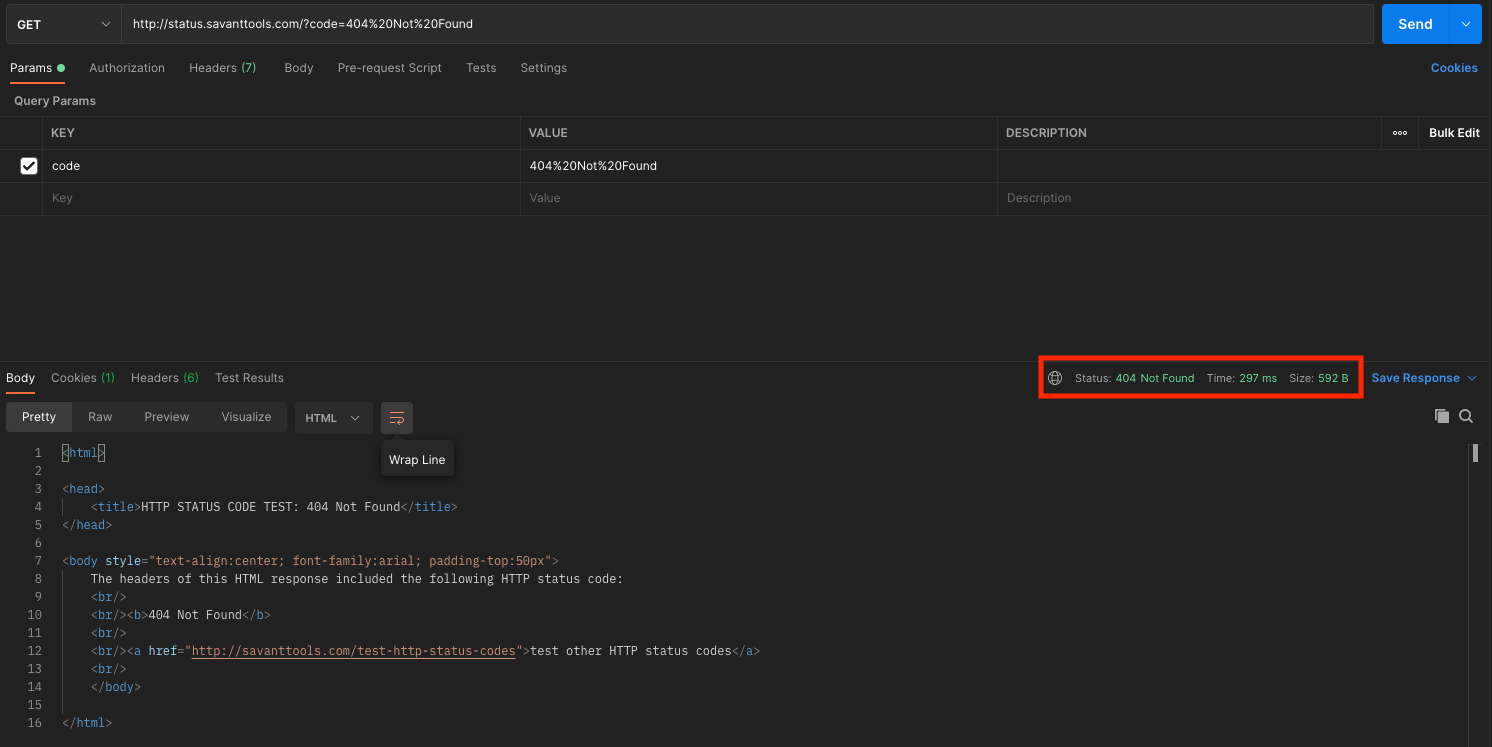 GET http://status.savanttools.com/?code=404%20Not%20Found Send
Params Authorization Headers (7) Body Pre-request Script Tests Settings Cookies
Query Params
KEY VALUE DESCRIPTION ooo Bulk Edit
code 404%20Not%20Found
Key Value Description
Body Cookies (1) Headers (6) Test Results Status: 404 Not Found Time: 297 ms Size: 592 B Save Response
Pretty Raw Preview Visualize HTML
Wrap Line
1 <html>
2
3 <head>
4 <title>HTTP STATUS CODE TEST: 404 Not Found</title>
5 </head>
6
7 <body style="text-align:center; font-family:arial; padding-top:50px">
8 The headers of this HTML response included the following HTTP status code:
9 <br/>
10 <br/><b>404 Not Found</b>
11 <br/>
12 <br/><a href="http://savanttools.com/test-http-status-codes">test other HTTP status codes</a>
13 <br/>
14 </body>
15
16 </html>